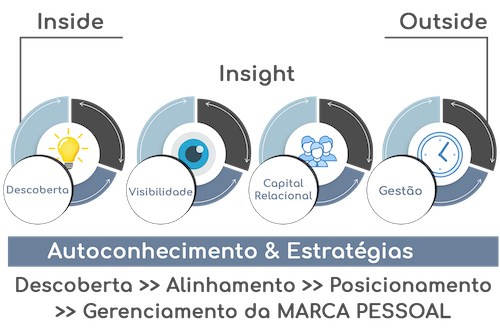 Inside
Outside
Insight
Descoberta
Visibilidade
Capital
Relacional
Gestão
Autoconhecimento & Estratégias
Descoberta >> Alinhamento >> Posicionamento
>> Gerenciamento da MARCA PESSOAL